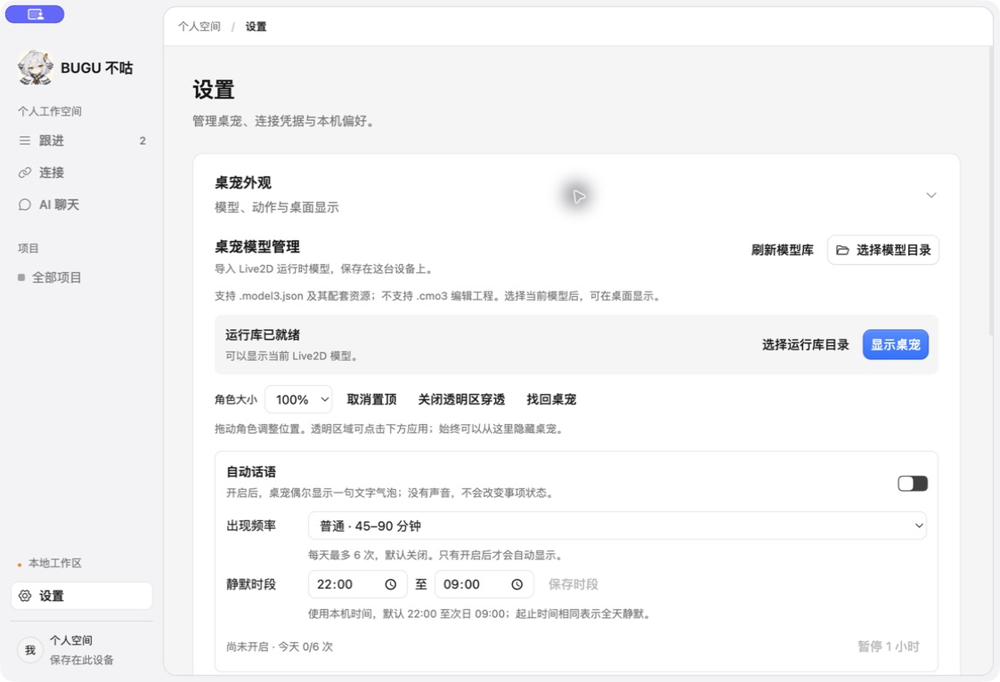 个人空间 / 设置
BUGU 不咕
个人工作空间
跟进 2
连接
AI 聊天
项目
全部项目
本地工作区
设置
我 个人空间
保存在此设备
设置
管理桌宠、连接凭据与本机偏好。
桌宠外观
模型、动作与桌面显示
桌宠模型管理
导入 Live2D 运行时模型，保存在这台设备上。
刷新模型库 选择模型目录
支持 .model3.json 及其配套资源；不支持 .cmo3 编辑工程。选择当前模型后，可在桌面显示。
运行库已就绪
可以显示当前 Live2D 模型。
选择运行库目录 显示桌宠
角色大小 100% 取消置顶 关闭透明区穿透 找回桌宠
拖动角色调整位置。透明区域可点击下方应用；始终可以从这里隐藏桌宠。
自动话语
开启后，桌宠偶尔显示一句文字气泡；没有声音，不会改变事项状态。
出现频率 普通 · 45–90 分钟
每天最多 6 次，默认关闭。只有开启后才会自动显示。
静默时段 22:00 至 09:00 保存时段
使用本机时间，默认 22:00 至次日 09:00；起止时间相同表示全天静默。
尚未开启 · 今天 0/6 次 暂停 1 小时